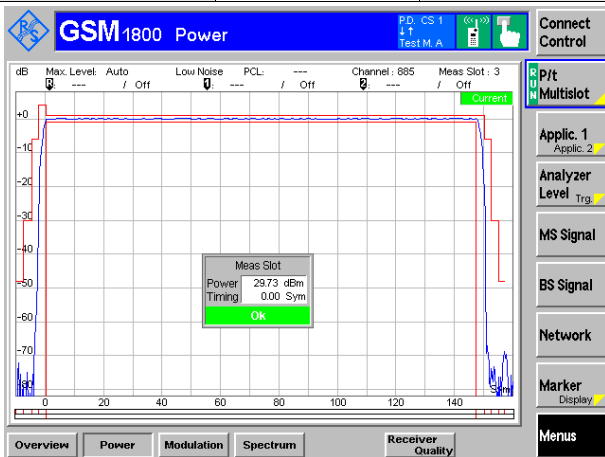 R&S
GSM1800 Power
P.D. CS 1
Test M. A
Connect
Control
dB Max. Level: Auto Low Noise PCL: --- Channel : 885 Meas Slot : 3
--- / Off --- / Off --- / Off
Current
RUN
P/t
Multislot
+0
-10
-20
-30
-40
-50
-60
-70
-80
Applic. 1
Applic. 2
Analyzer
Level Trg.
MS Signal
BS Signal
Network
Marker
Display
Menus
Meas Slot
Power 29.73 dBm
Timing 0.00 Sym
Ok
Sym
0 20 40 60 80 100 120 140
Overview Power Modulation Spectrum Receiver
Quality